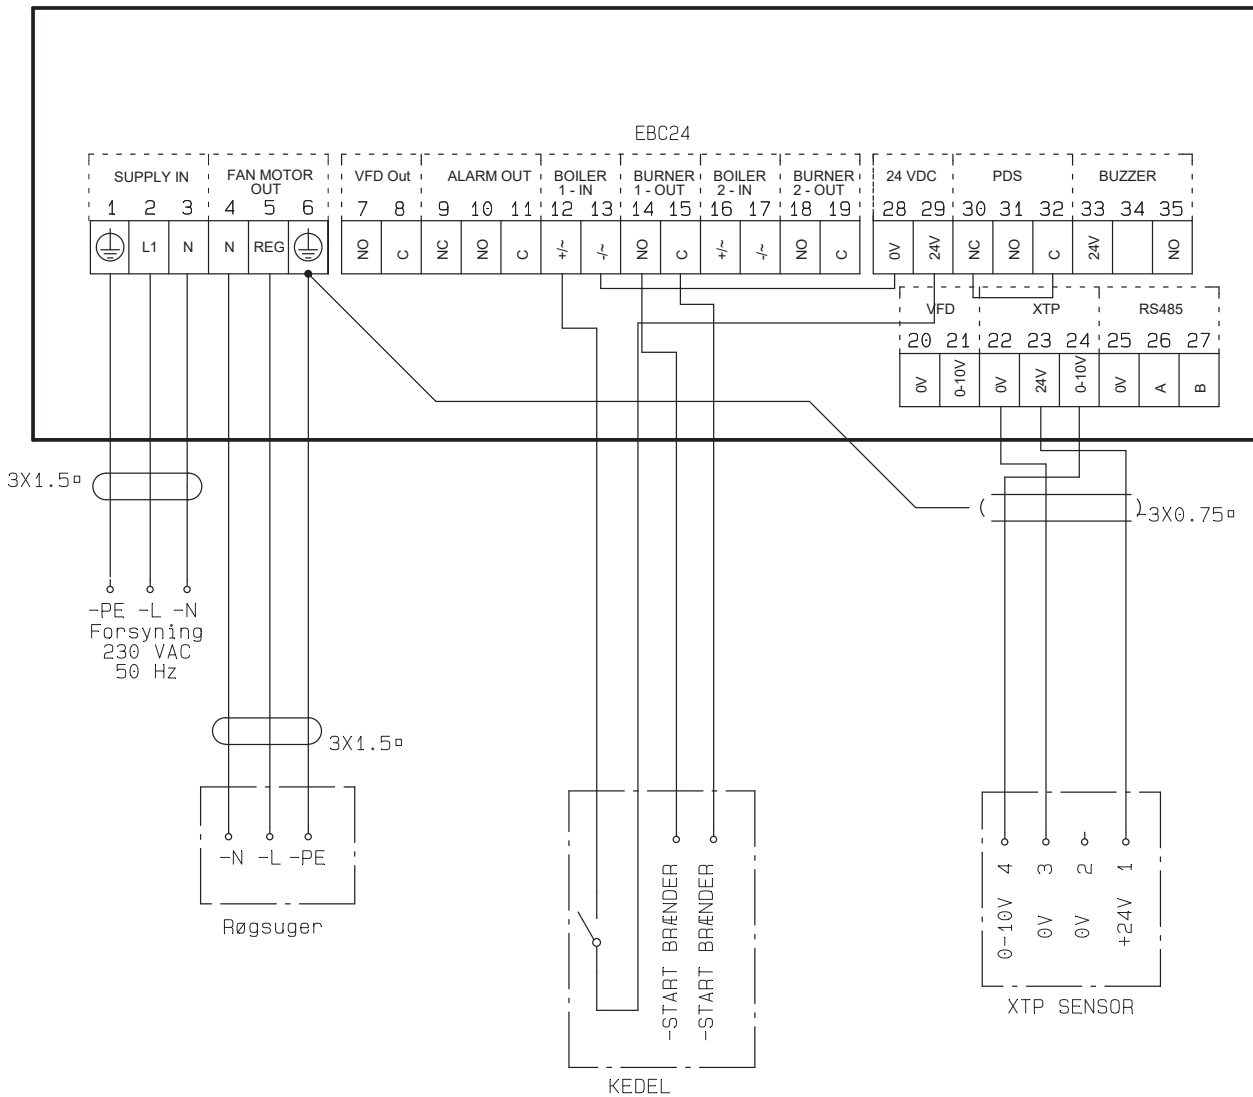 EBC24
SUPPLY IN FAN MOTOR OUT VFD Out ALARM OUT BOILER 1 - IN BURNER 1 - OUT BOILER 2 - IN BURNER 2 - OUT 24 VDC PDS BUZZER
1 2 3 4 5 6 7 8 9 10 11 12 13 14 15 16 17 18 19 28 29 30 31 32 33 34 35
L1 N N REG NO C NC NO C +/~ -/~ NO C +/~ -/~ NO C 0V 24V NC NO C 24V NO
VFD XTP RS485
20 21 22 23 24 25 26 27
0V 0-10V 0V 24V 0-10V 0V A B
3X1.5▫
-3X0.75▫
-PE -L -N
Forsyning
230 VAC
50 Hz
3X1.5▫
-N -L -PE
Røgsuger
-START BRÆNDER
-START BRÆNDER
KEDEL
4 3 2 1
0-10V 0V 0V +24V
XTP SENSOR